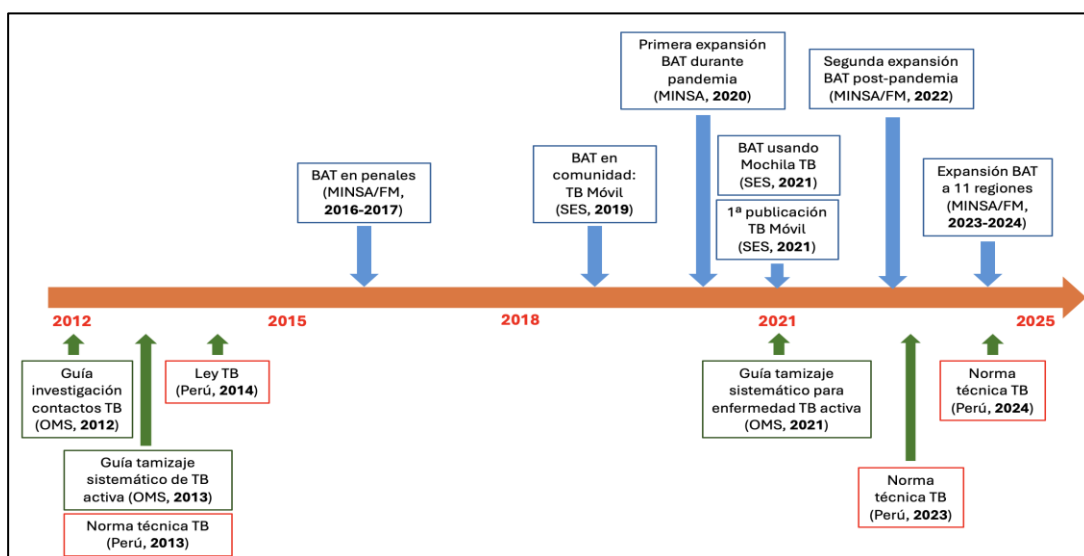 Primera expansión
BAT durante
pandemia
(MINSA, 2020)
Segunda expansión
BAT post-pandemia
(MINSA/FM, 2022)
BAT en penales
(MINSA/FM,
2016-2017)
BAT en
comunidad:
TB Móvil
(SES, 2019)
BAT usando
Mochila TB
(SES, 2021)
1ª publicación
TB Móvil
(SES, 2021)
Expansión BAT
a 11 regiones
(MINSA/FM,
2023-2024)
2012
2015
2018
2021
2025
Guía
investigación
contactos TB
(OMS, 2012)
Ley TB
(Perú, 2014)
Guía tamizaje
sistemático para
enfermedad TB activa
(OMS, 2021)
Norma
técnica TB
(Perú, 2024)
Guía tamizaje
sistemático de TB
activa (OMS, 2013)
Norma técnica TB
(Perú, 2013)
Norma
técnica TB
(Perú, 2023)